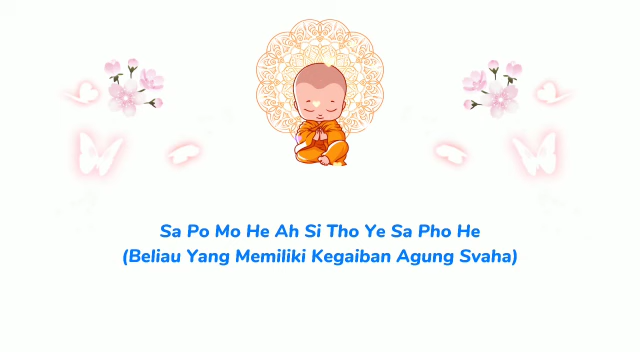 Sa Po Mo He Ah Si Tho Ye Sa Pho He
(Beliau Yang Memiliki Kegaiban Agung Svaha)